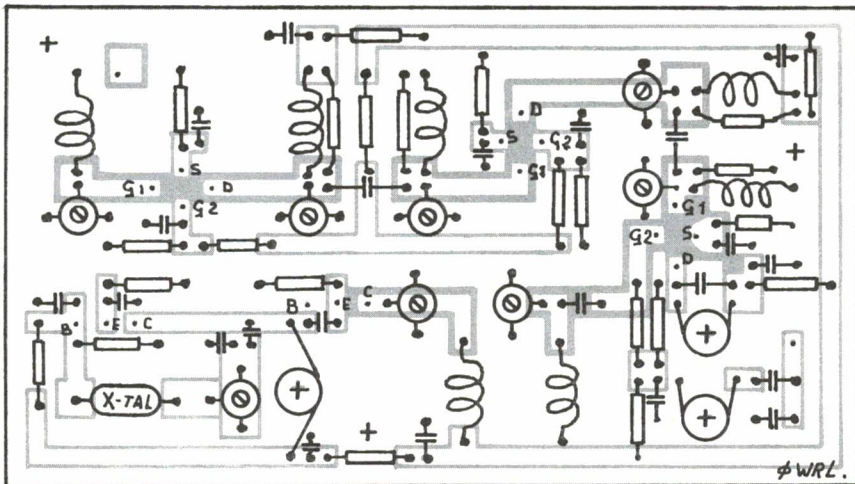 +
D
S
G2
+
S
G1
G1
D
G2
G1
G2
S
D
B
E
C
B
E
C
+
+
X-TAL
+
+
φWRL.